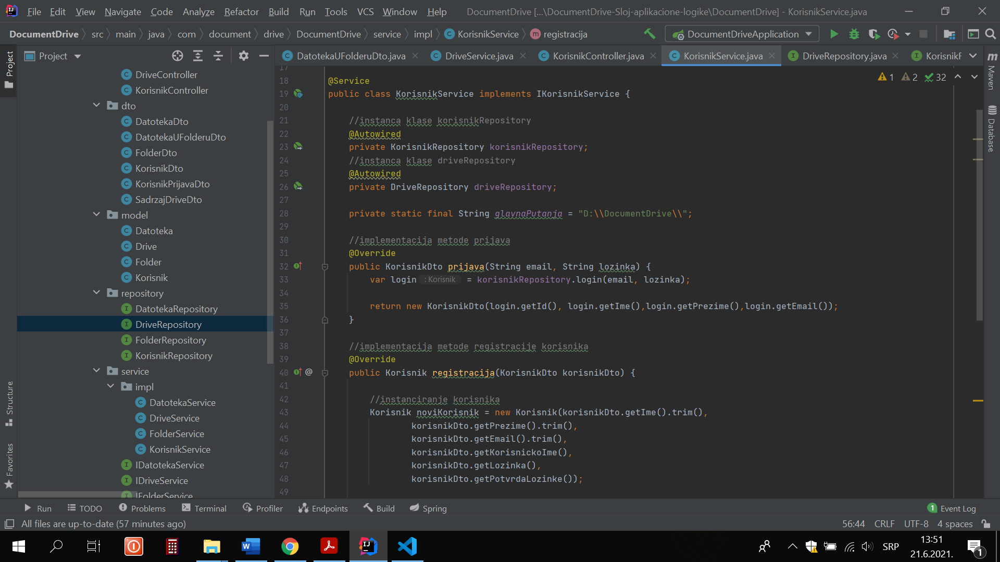 File Edit View Navigate Code Analyze Refactor Build Run Tools VCS Window Help DocumentDrive [...\DocumentDrive-Sloj-aplikacione-logike\DocumentDrive] - KorisnikService.java
DocumentDrive src main java com document drive DocumentDrive service impl KorisnikService registracija DocumentDriveApplication
Project
DatotekaUFolderuDto.java DriveService.java KorisnikController.java KorisnikService.java DriveRepository.java KorisnikF
Project
Structure
Favorites
DriveController
KorisnikController
dto
DatotekaDto
DatotekaUFolderuDto
FolderDto
KorisnikDto
KorisnikPrijavaDto
SadrzajDriveDto
model
Datoteka
Drive
Folder
Korisnik
repository
DatotekaRepository
DriveRepository
FolderRepository
KorisnikRepository
service
impl
DatotekaService
DriveService
FolderService
KorisnikService
IDatotekaService
IDriveService
IFolderService
1 2 32
17
18 @Service
19 public class KorisnikService implements IKorisnikService {
20
21 //instanca klase korisnikRepository
22 @Autowired
23 private KorisnikRepository korisnikRepository;
24 //instanca klase driveRepository
25 @Autowired
26 private DriveRepository driveRepository;
27
28 private static final String glavnaPutanja = "D:\\DocumentDrive\\";
29
30 //implementacija metode prijava
31 @Override
32 public KorisnikDto prijava(String email, String lozinka) {
33 var login : Korisnik = korisnikRepository.login(email, lozinka);
34
35 return new KorisnikDto(login.getId(), login.getIme(),login.getPrezime(),login.getEmail());
36 }
37
38 //implementacija metode registracije korisnika
39 @Override
40 @ public Korisnik registracija(KorisnikDto korisnikDto) {
41
42 //instanciranje korisnika
43 Korisnik noviKorisnik = new Korisnik(korisnikDto.getIme().trim(),
44 korisnikDto.getPrezime().trim(),
45 korisnikDto.getEmail().trim(),
46 korisnikDto.getKorisnickoIme(),
47 korisnikDto.getLozinka(),
48 korisnikDto.getPotvrdaLozinke());
49
Maven
Database
Run TODO Problems Terminal Profiler Endpoints Build Spring 1 Event Log
All files are up-to-date (57 minutes ago) 56:44 CRLF UTF-8 4 spaces
SRP 13:51
21.6.2021. 1